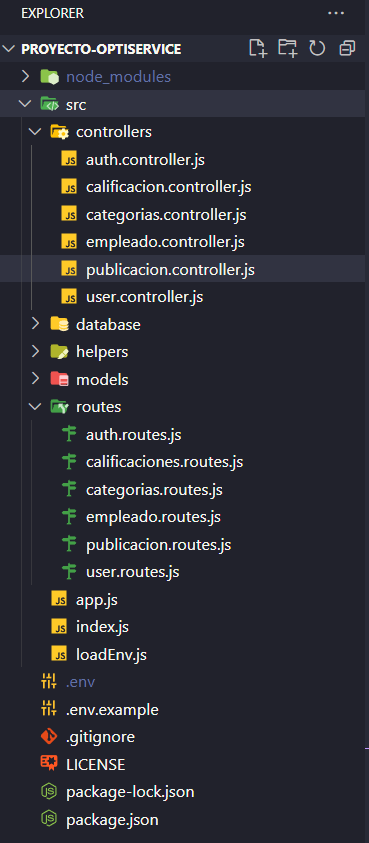 EXPLORER
PROYECTO-OPTISERVICE
node_modules
src
controllers
auth.controller.js
calificacion.controller.js
categorias.controller.js
empleado.controller.js
publicacion.controller.js
user.controller.js
database
helpers
models
routes
auth.routes.js
calificaciones.routes.js
categorias.routes.js
empleado.routes.js
publicacion.routes.js
user.routes.js
app.js
index.js
loadEnv.js
.env
.env.example
.gitignore
LICENSE
package-lock.json
package.json